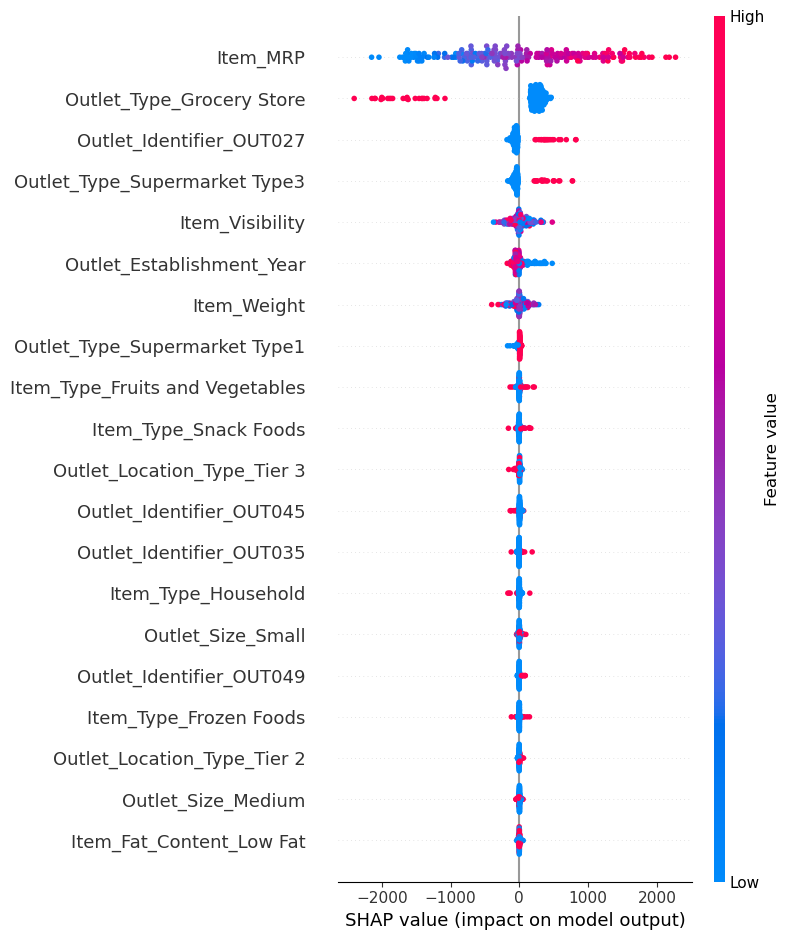 High
Item_MRP
Outlet_Type_Grocery Store
Outlet_Identifier_OUT027
Outlet_Type_Supermarket Type3
Item_Visibility
Outlet_Establishment_Year
Item_Weight
Outlet_Type_Supermarket Type1
Item_Type_Fruits and Vegetables
Item_Type_Snack Foods
Outlet_Location_Type_Tier 3
Outlet_Identifier_OUT045
Outlet_Identifier_OUT035
Item_Type_Household
Outlet_Size_Small
Outlet_Identifier_OUT049
Item_Type_Frozen Foods
Outlet_Location_Type_Tier 2
Outlet_Size_Medium
Item_Fat_Content_Low Fat
Feature value
Low
−2000 −1000 0 1000 2000
SHAP value (impact on model output)